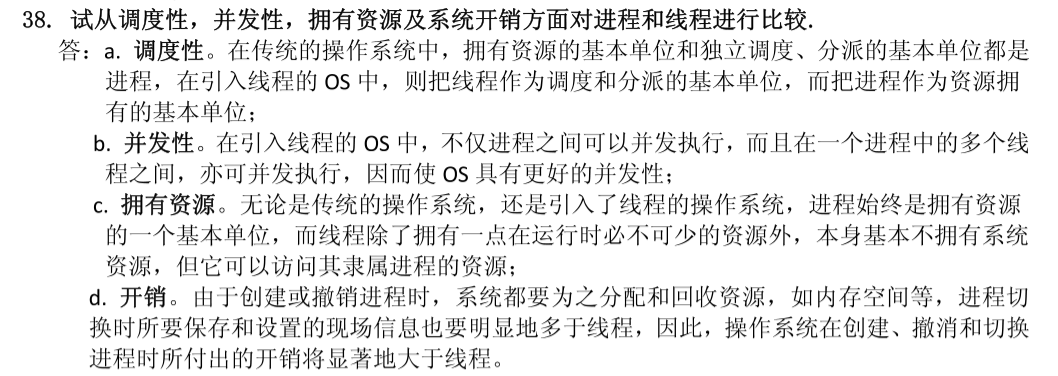 38. 试从调度性，并发性，拥有资源及系统开销方面对进程和线程进行比较.
答：a. 调度性。在传统的操作系统中，拥有资源的基本单位和独立调度、分派的基本单位都是
进程，在引入线程的 OS 中，则把线程作为调度和分派的基本单位，而把进程作为资源拥
有的基本单位；
b. 并发性。在引入线程的 OS 中，不仅进程之间可以并发执行，而且在一个进程中的多个线
程之间，亦可并发执行，因而使 OS 具有更好的并发性；
c. 拥有资源。无论是传统的操作系统，还是引入了线程的操作系统，进程始终是拥有资源
的一个基本单位，而线程除了拥有一点在运行时必不可少的资源外，本身基本不拥有系统
资源，但它可以访问其隶属进程的资源；
d. 开销。由于创建或撤销进程时，系统都要为之分配和回收资源，如内存空间等，进程切
换时所要保存和设置的现场信息也要明显地多于线程，因此，操作系统在创建、撤消和切换
进程时所付出的开销将显著地大于线程。